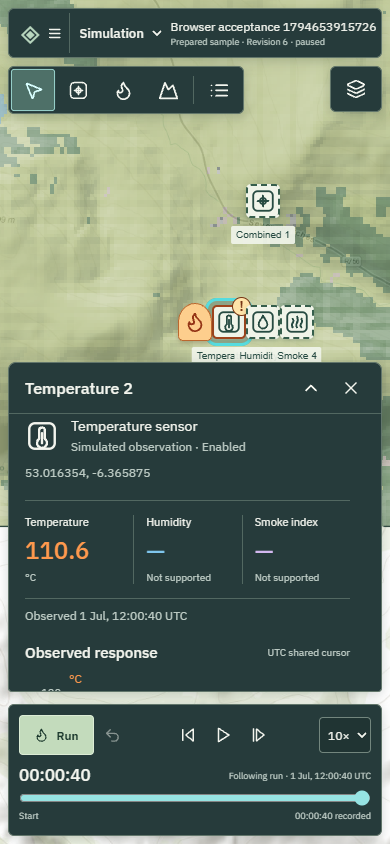 Simulation
Browser acceptance 1794653915726
Prepared sample · Revision 6 · paused
Combined 1
!
Tempera Humidit Smoke 4
Temperature 2
Temperature sensor
Simulated observation · Enabled
53.016354, -6.365875
Temperature Humidity Smoke index
110.6 — —
°C Not supported Not supported
Observed 1 Jul, 12:00:40 UTC
Observed response UTC shared cursor
°C
Run 10×
00:00:40 Following run · 1 Jul, 12:00:40 UTC
Start 00:00:40 recorded